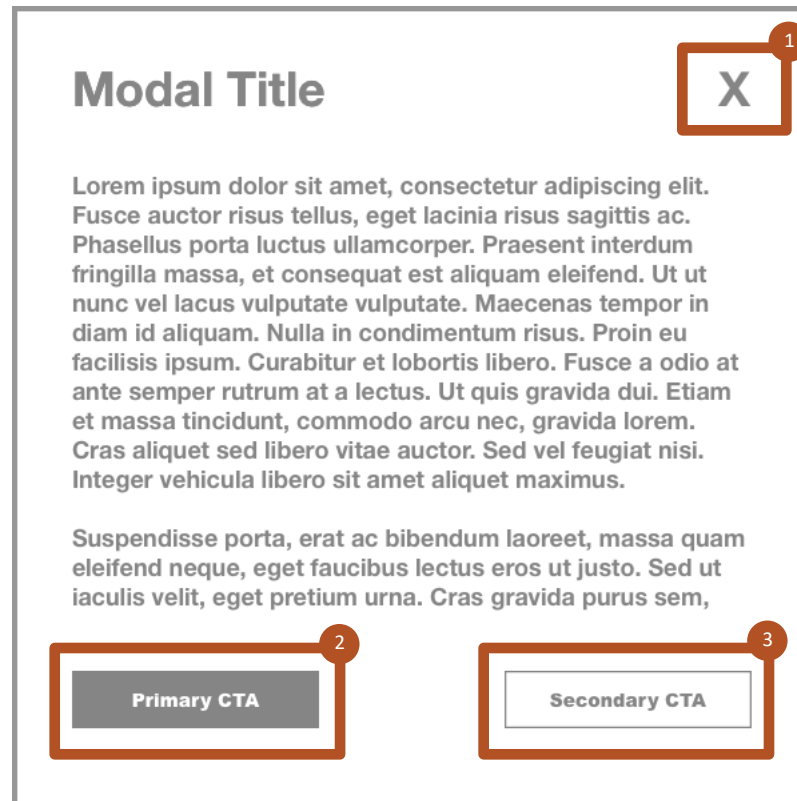 1
Modal Title
X
Lorem ipsum dolor sit amet, consectetur adipiscing elit.
Fusce auctor risus tellus, eget lacinia risus sagittis ac.
Phasellus porta luctus ullamcorper. Praesent interdum
fringilla massa, et consequat est aliquam eleifend. Ut ut
nunc vel lacus vulputate vulputate. Maecenas tempor in
diam id aliquam. Nulla in condimentum risus. Proin eu
facilisis ipsum. Curabitur et lobortis libero. Fusce a odio at
ante semper rutrum at a lectus. Ut quis gravida dui. Etiam
et massa tincidunt, commodo arcu nec, gravida lorem.
Cras aliquet sed libero vitae auctor. Sed vel feugiat nisi.
Integer vehicula libero sit amet aliquet maximus.
Suspendisse porta, erat ac bibendum laoreet, massa quam
eleifend neque, eget faucibus lectus eros ut justo. Sed ut
iaculis velit, eget pretium urna. Cras gravida purus sem,
2
Primary CTA
3
Secondary CTA